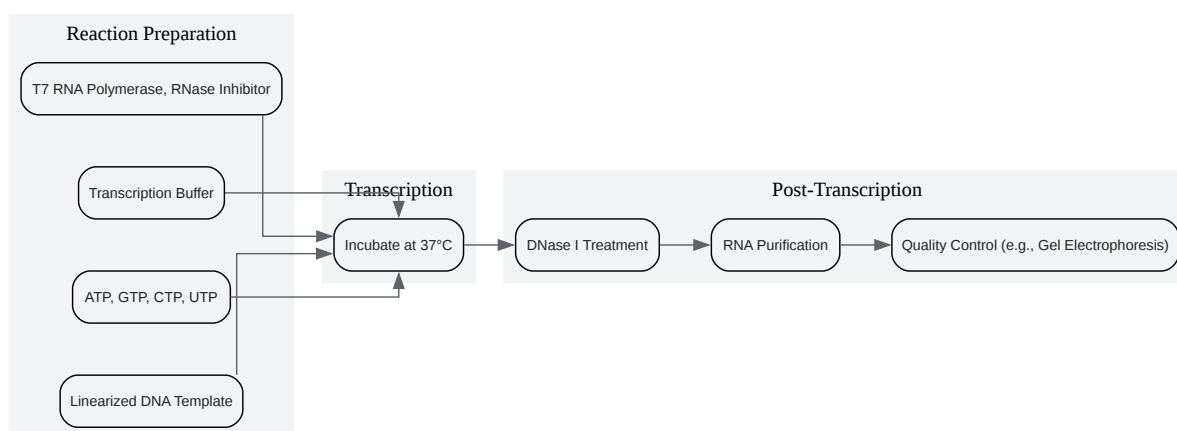 Reaction Preparation
T7 RNA Polymerase, RNase Inhibitor
Transcription Buffer
ATP, GTP, CTP, UTP
Linearized DNA Template
Transcription
Incubate at 37°C
Post-Transcription
DNase I Treatment
RNA Purification
Quality Control (e.g., Gel Electrophoresis)